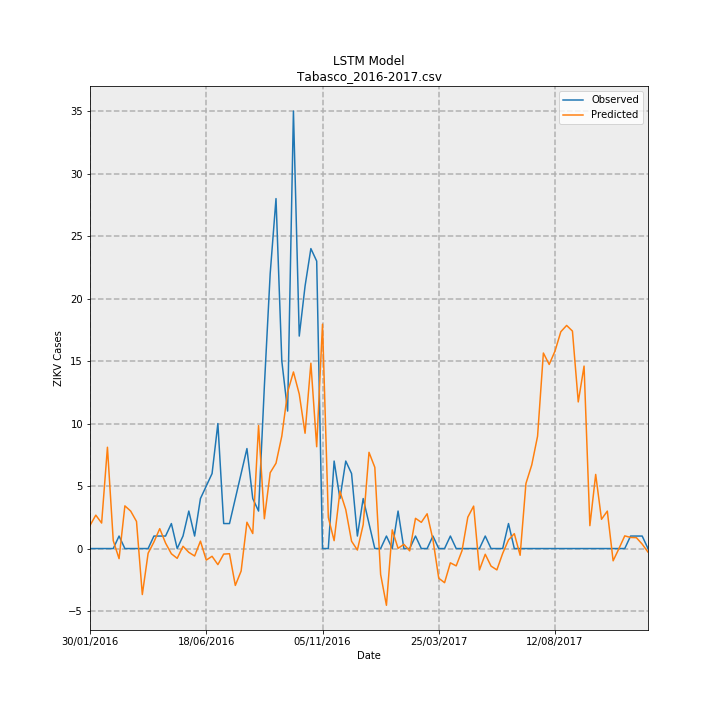 LSTM Model
Tabasco_2016-2017.csv
Observed
Predicted
35
30
25
20
15
10
5
0
−5
ZIKV Cases
30/01/2016
18/06/2016
05/11/2016
25/03/2017
12/08/2017
Date